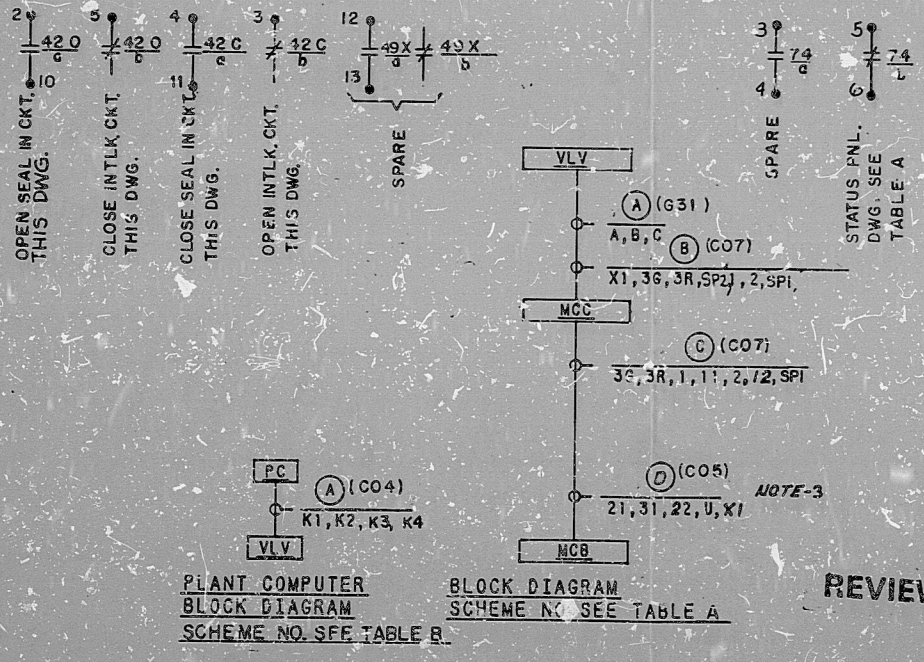 2
42 O
a
10
OPEN SEAL IN CKT.
THIS DWG.
5
42 O
b
CLOSE INTLK. CKT.
THIS DWG.
4
42 C
a
11
CLOSE SEAL IN CKT.
THIS DWG.
3
42 C
b
OPEN INTLK. CKT.
THIS DWG.
12
49X
a
49X
b
13
SPARE
3
74
a
4
SPARE
5
74
6
STATUS PNL.
DWG. SEE
TABLE A
VLV
A (G31)
A, B, C
B (C07)
X1, 3G, 3R, SP21, 2, SP1,
MCC
C (C07)
3G, 3R, 1, 11, 2, 12, SP1
D (C05)
21, 31, 22, U, X1
NOTE-3
MCB
BLOCK DIAGRAM
SCHEME NO. SEE TABLE A
PC
A (C04)
K1, K2, K3, K4
VLV
PLANT COMPUTER
BLOCK DIAGRAM
SCHEME NO. SEE TABLE B
REVIEW